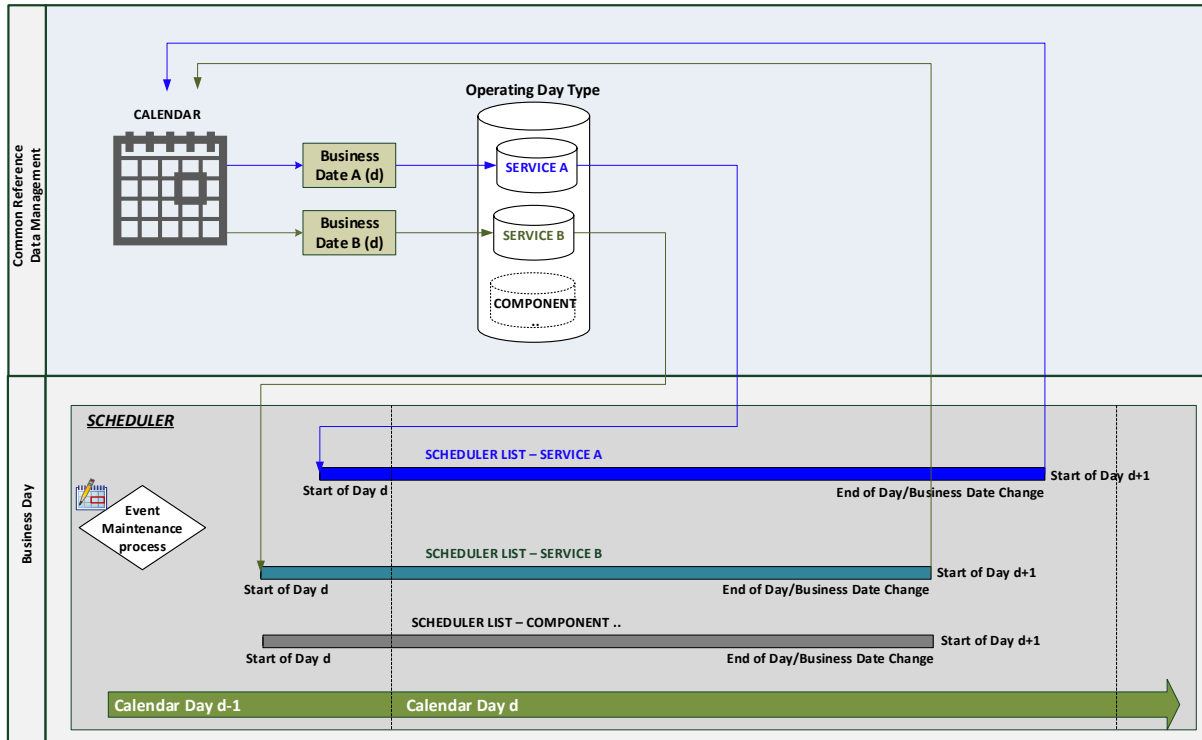 Common Reference
Data Management
Operating Day Type
CALENDAR
Business
Date A (d)
SERVICE A
Business
Date B (d)
SERVICE B
COMPONENT
..
Business Day
SCHEDULER
SCHEDULER LIST – SERVICE A
Start of Day d
End of Day/Business Date Change
Start of Day d+1
Event
Maintenance
process
SCHEDULER LIST – SERVICE B
Start of Day d
End of Day/Business Date Change
Start of Day d+1
SCHEDULER LIST – COMPONENT ..
Start of Day d
End of Day/Business Date Change
Start of Day d+1
Calendar Day d-1
Calendar Day d